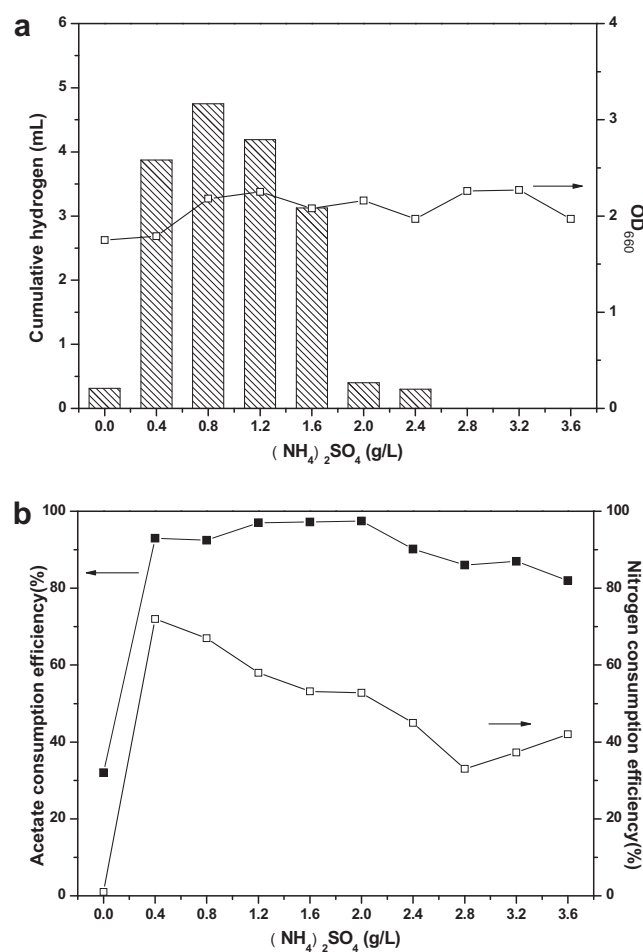 a
6
5
4
3
2
1
0
Cumulative hydrogen (mL)
4
3
2
1
0
OD660
0.0 0.4 0.8 1.2 1.6 2.0 2.4 2.8 3.2 3.6
( NH4) 2SO4 (g/L)
b
100
80
60
40
20
0
Acetate consumption efficiency(%)
100
80
60
40
20
0
Nitrogen consumption
efficiency(%)
0.0 0.4 0.8 1.2 1.6 2.0 2.4 2.8 3.2 3.6
( NH4) 2SO4 (g/L)